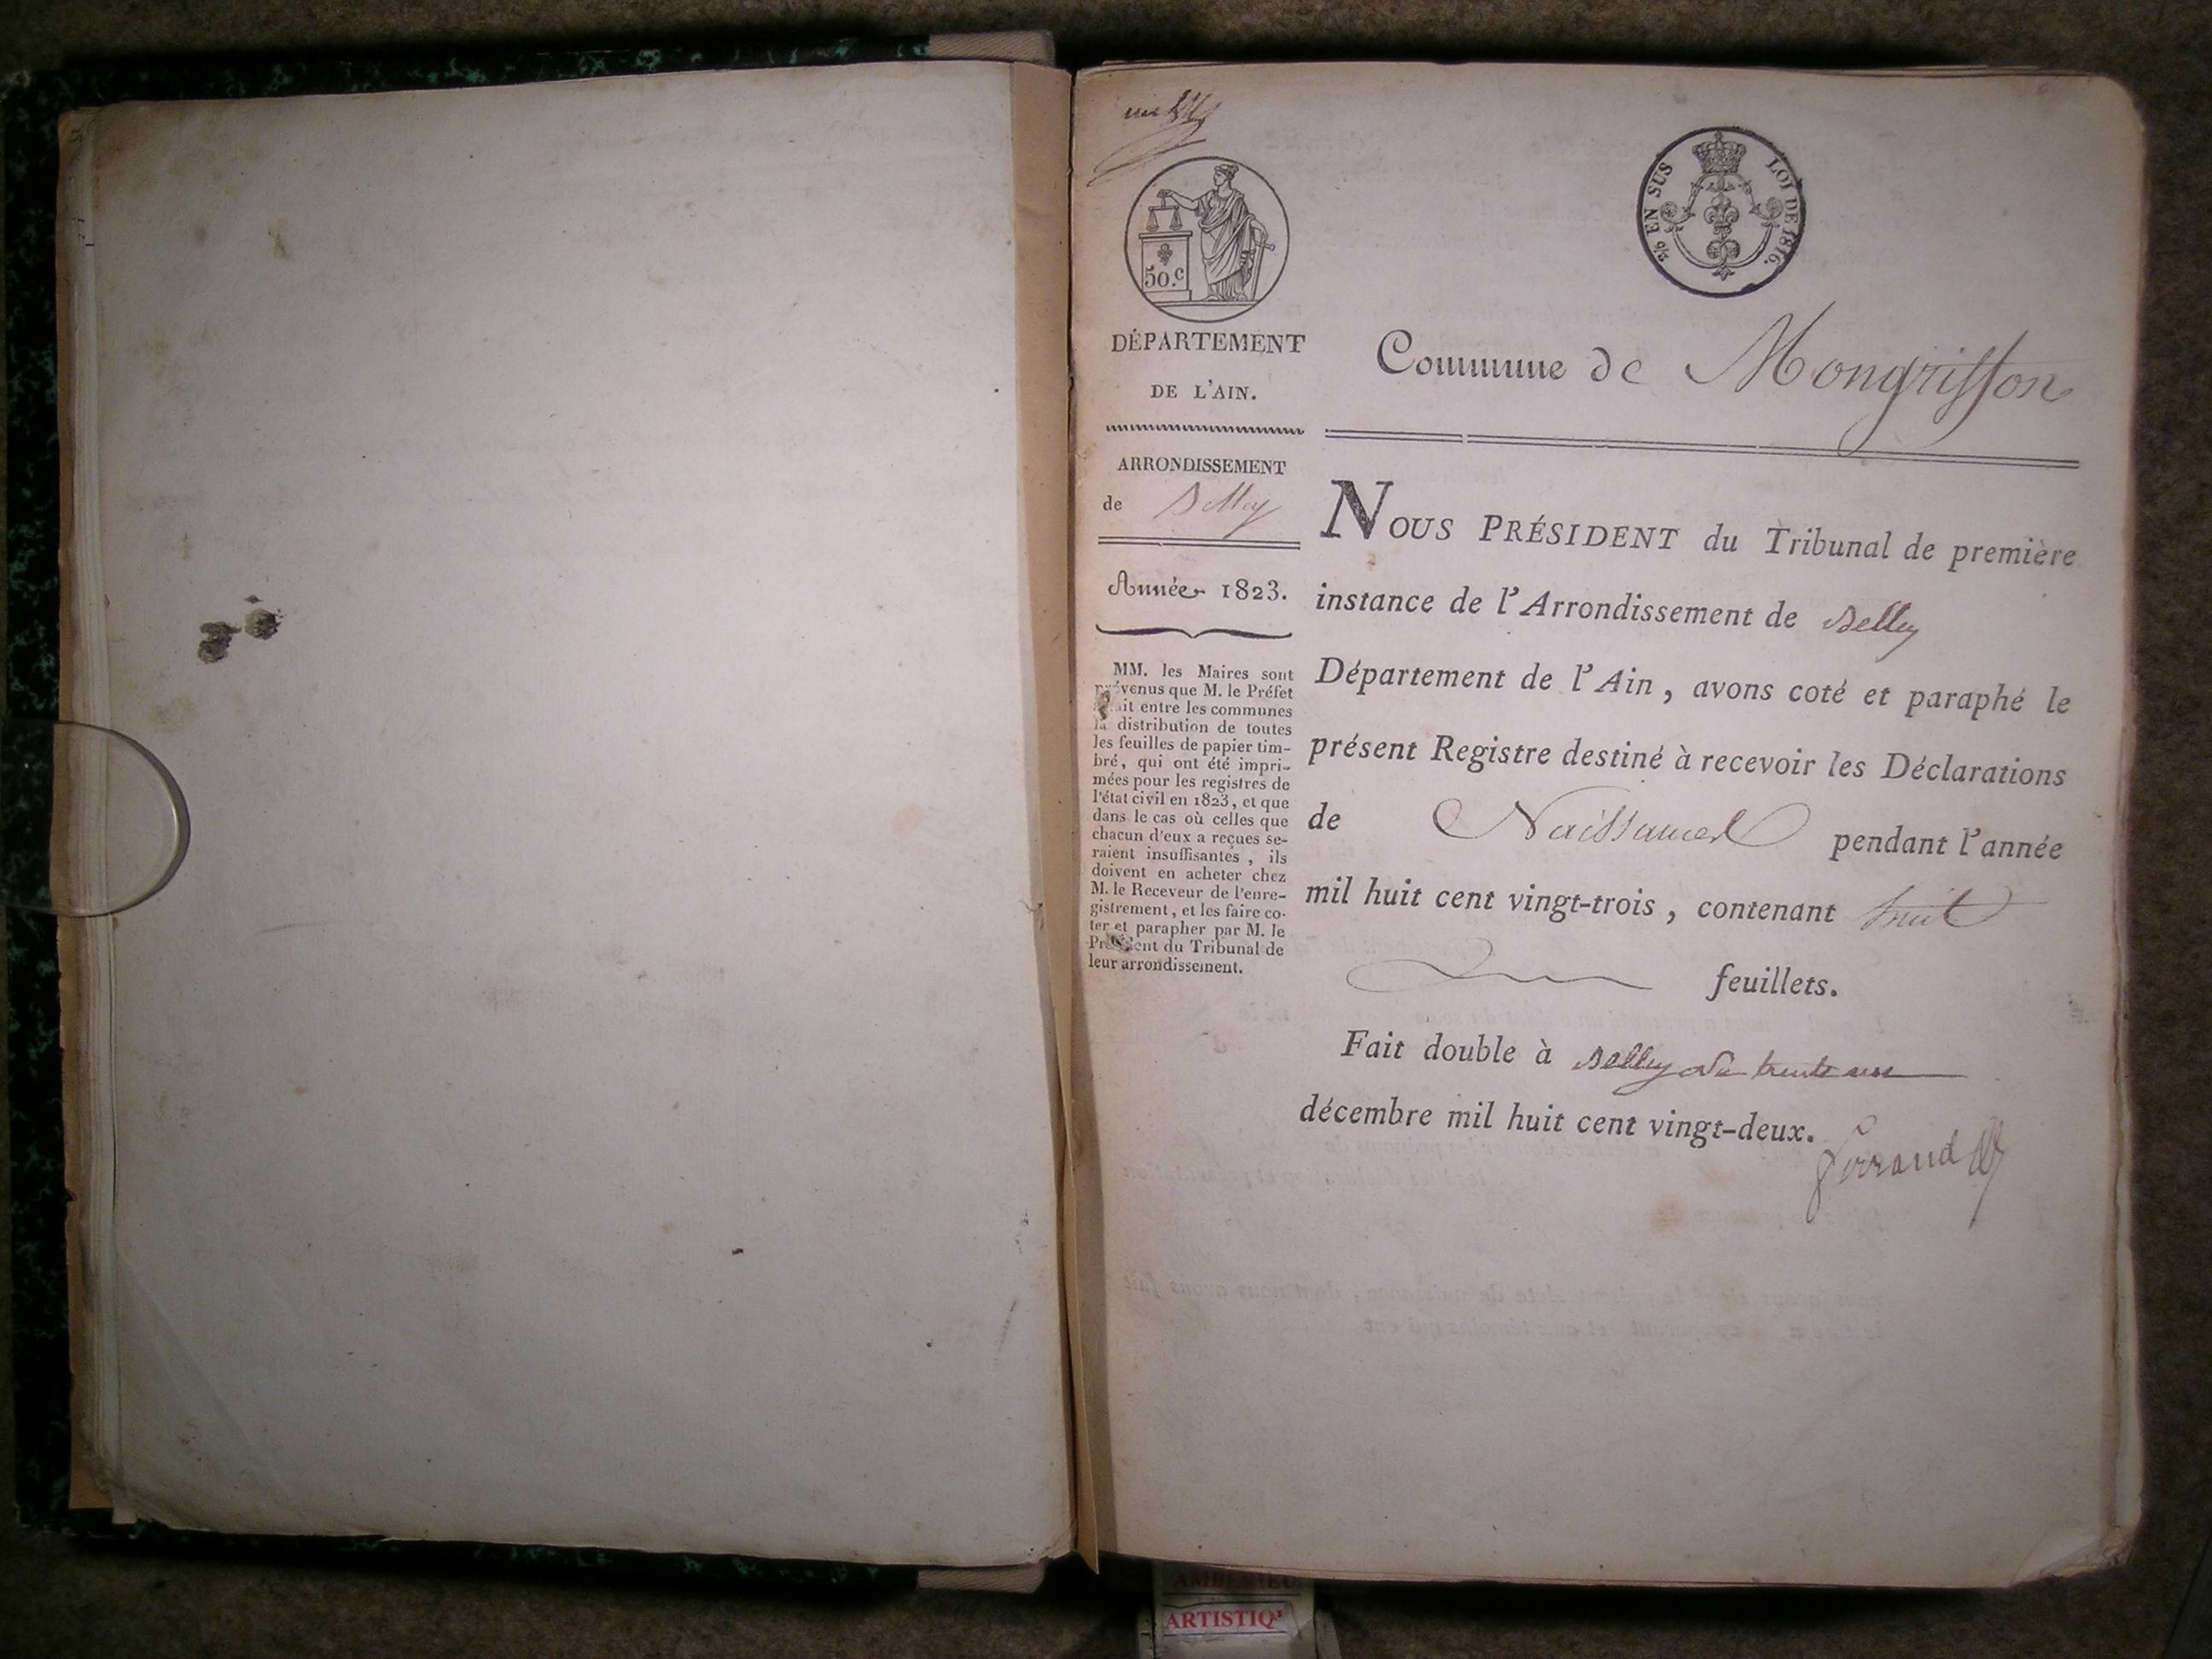 50.c
2/10 EN SUS LOI DE 1816.
DÉPARTEMENT
DE L'AIN.
ARRONDISSEMENT
de Belley
Année 1823.
MM. les Maires sont
prévenus que M. le Préfet
fait entre les communes
la distribution de toutes
les feuilles de papier tim-
bré, qui ont été impri-
mées pour les registres de
l'état civil en 1823, et que
dans le cas où celles que
chacun d'eux a reçues se-
raient insuffisantes, ils
doivent en acheter chez
M. le Receveur de l'enre-
gistrement, et les faire co-
ter et parapher par M. le
Président du Tribunal de
leur arrondissement.
Commune de Mongrisson
NOUS PRÉSIDENT du Tribunal de première
instance de l'Arrondissement de Belley
Département de l'Ain, avons coté et paraphé le
présent Registre destiné à recevoir les Déclarations
de Naissances pendant l'année
mil huit cent vingt-trois, contenant huit
feuillets.
Fait double à Belley le trente un
décembre mil huit cent vingt-deux.
ARTISTIQ'